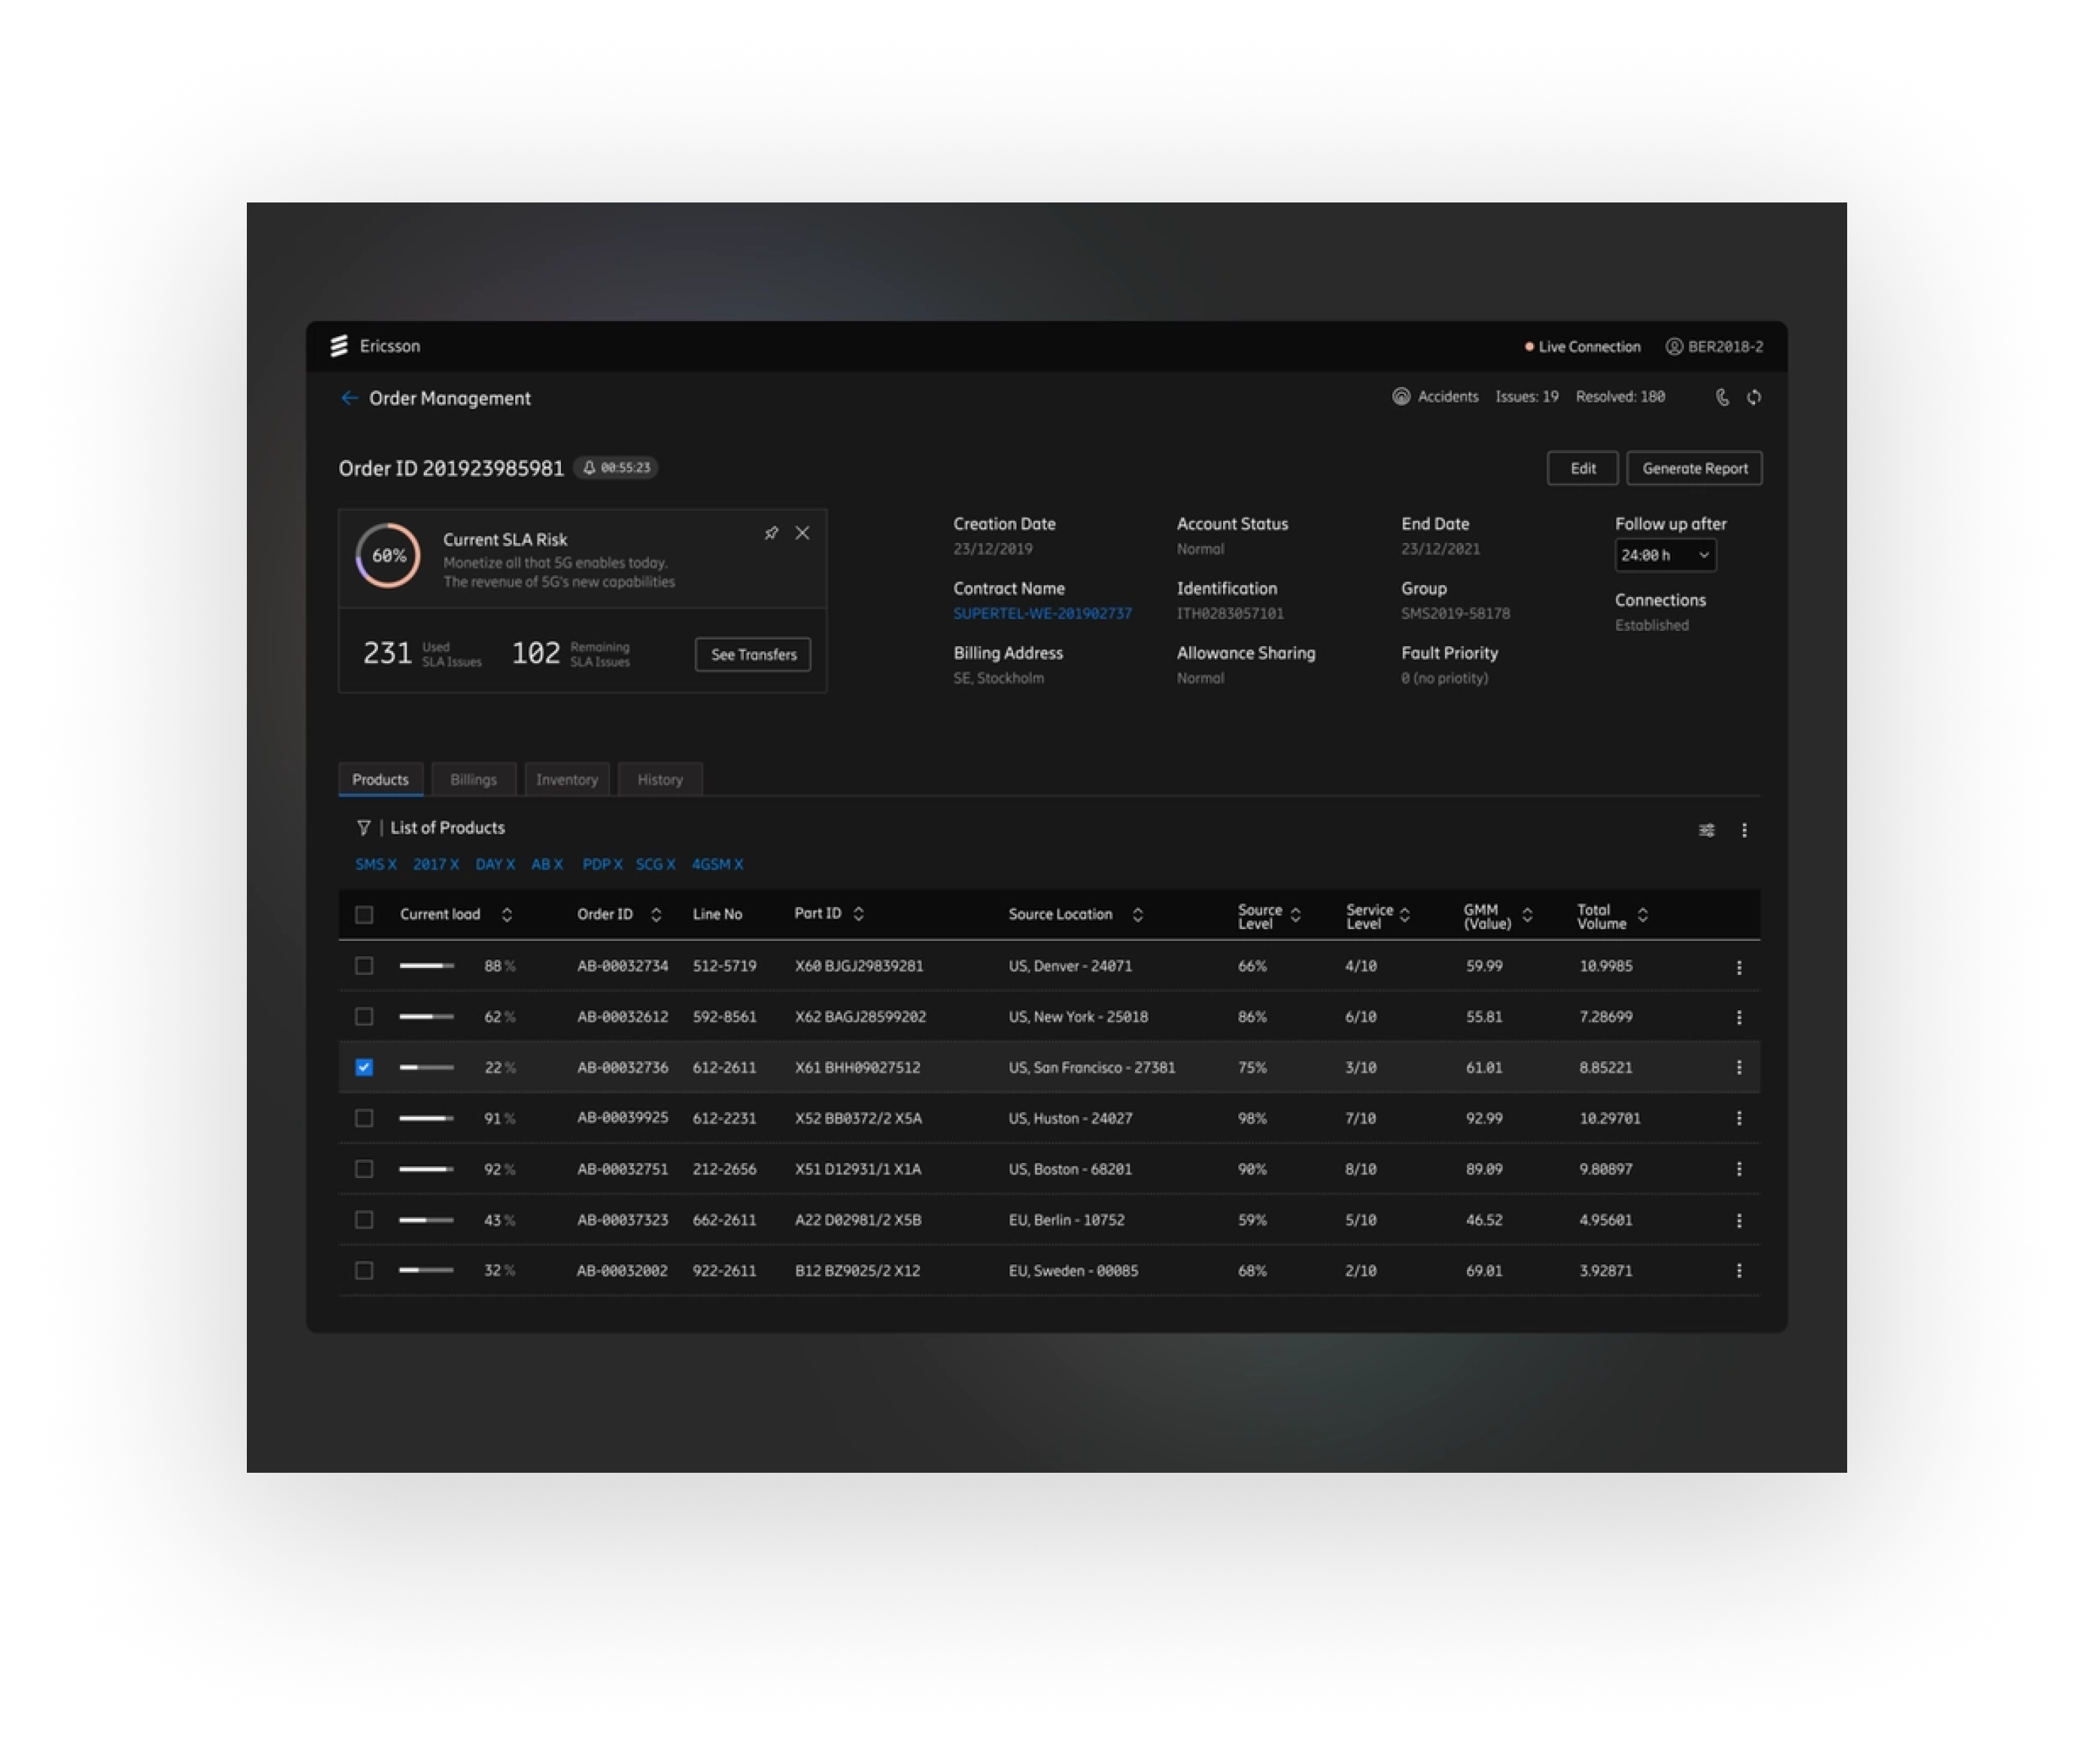 Ericsson
Live Connection BER2018-2
Order Management
Accidents Issues: 19 Resolved: 180
Order ID 201923985981 00:55:23
Edit Generate Report
60%
Current SLA Risk
Monetize all that 5G enables today.
The revenue of 5G's new capabilities
231 Used SLA Issues
102 Remaining SLA Issues
See Transfers
Creation Date
23/12/2019
Account Status
Normal
End Date
23/12/2021
Follow up after
24:00 h
Contract Name
SUPERTEL-WE-201902737
Identification
ITH0283057101
Group
SMS2019-58178
Connections
Established
Billing Address
SE, Stockholm
Allowance Sharing
Normal
Fault Priority
0 (no priotity)
Products Billings Inventory History
| List of Products
SMS X 2017 X DAY X AB X PDP X SCG X 4GSM X
Current load Order ID Line No Part ID Source Location Source Level Service Level GMM (Value) Total Volume
88 % AB-00032734 512-5719 X60 BJGJ29839281 US, Denver - 24071 66% 4/10 59.99 10.9985
62 % AB-00032612 592-8561 X62 BAGJ28599202 US, New York - 25018 86% 6/10 55.81 7.28699
22 % AB-00032736 612-2611 X61 BHH09027512 US, San Francisco - 27381 75% 3/10 61.01 8.85221
91 % AB-00039925 612-2231 X52 BB0372/2 X5A US, Huston - 24027 98% 7/10 92.99 10.29701
92 % AB-00032751 212-2656 X51 D12931/1 X1A US, Boston - 68201 90% 8/10 89.09 9.80897
43 % AB-00037323 662-2611 A22 D02981/2 X5B EU, Berlin - 10752 59% 5/10 46.52 4.95601
32 % AB-00032002 922-2611 B12 BZ9025/2 X12 EU, Sweden - 00085 68% 2/10 69.01 3.92871